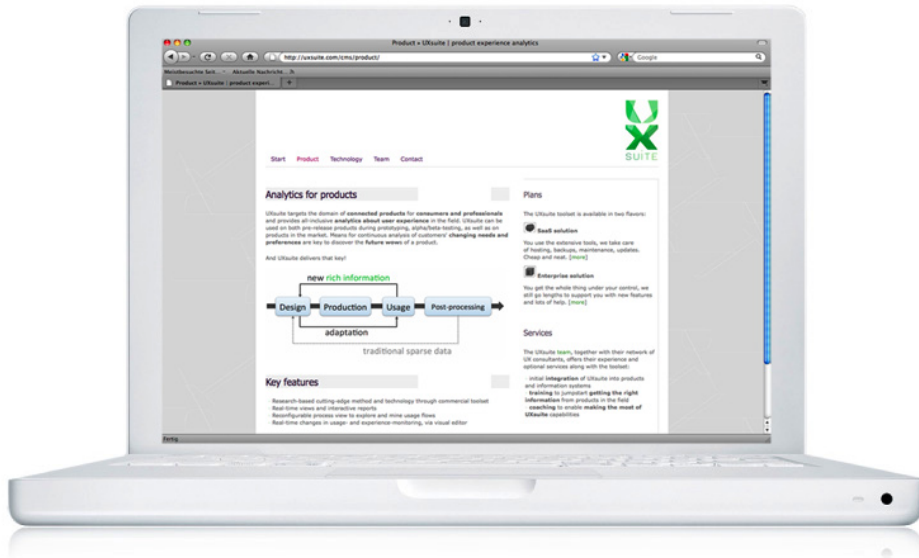 Product » UXsuite | product experience analytics
http://uxsuite.com/cms/product/
Google
Meistbesuchte Seit... Aktuelle Nachricht...
Product » UXsuite | product experi...
UX
SUITE
Start Product Technology Team Contact
Analytics for products
UXsuite targets the domain of connected products for consumers and professionals
and provides all-inclusive analytics about user experience in the field. UXsuite can be
used on both pre-release products during prototyping, alpha/beta-testing, as well as on
products in the market. Means for continuous analysis of customers' changing needs and
preferences are key to discover the future wows of a product.
And UXsuite delivers that key!
new rich information
Design Production Usage Post-processing
adaptation
traditional sparse data
Key features
- Research-based cutting-edge method and technology through commercial toolset
- Real-time views and interactive reports
- Reconfigurable process view to explore and mine usage flows
- Real-time changes in usage- and experience-monitoring, via visual editor
Plans
The UXsuite toolset is available in two flavors:
SaaS solution
You use the extensive tools, we take care
of hosting, backups, maintenance, updates.
Cheap and neat. [more]
Enterprise solution
You get the whole thing under your control, we
still go lengths to support you with new features
and lots of help. [more]
Services
The UXsuite team, together with their network of
UX consultants, offers their experience and
optional services along with the toolset:
- initial integration of UXsuite into products
and information systems
- training to jumpstart getting the right
information from products in the field
- coaching to enable making the most of
UXsuite capabilities
Fertig